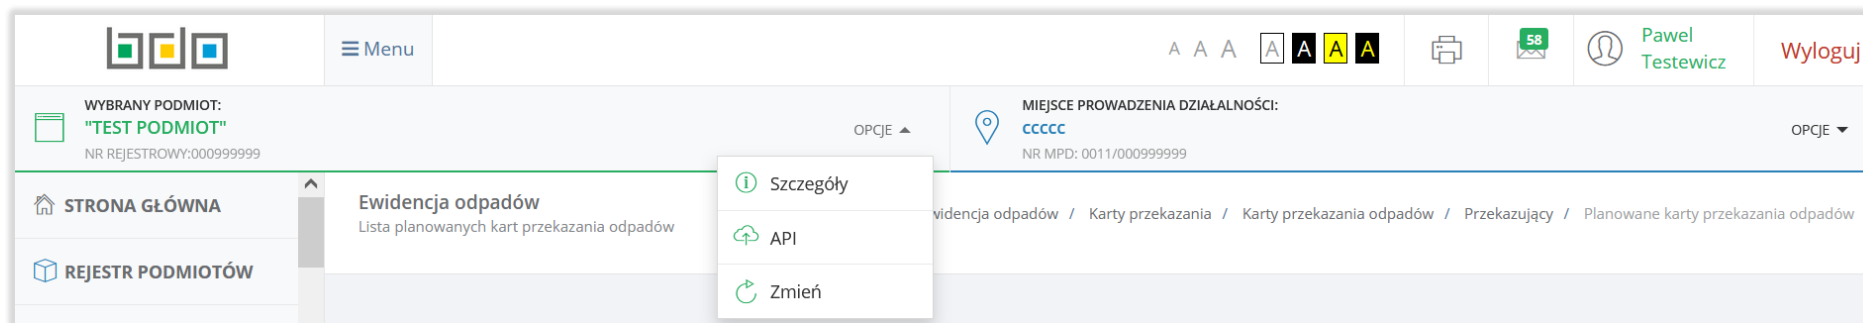 bdo
Menu
A A A A A A A
58
Pawel
Testewicz
Wyloguj
WYBRANY PODMIOT:
"TEST PODMIOT"
NR REJESTROWY:000999999
OPCJE
MIEJSCE PROWADZENIA DZIAŁALNOŚCI:
ccccc
NR MPD: 0011/000999999
OPCJE
STRONA GŁÓWNA
REJESTR PODMIOTÓW
Ewidencja odpadów
Lista planowanych kart przekazania odpadów
Szczegóły
API
Zmień
widencja odpadów / Karty przekazania / Karty przekazania odpadów / Przekazujący / Planowane karty przekazania odpadów